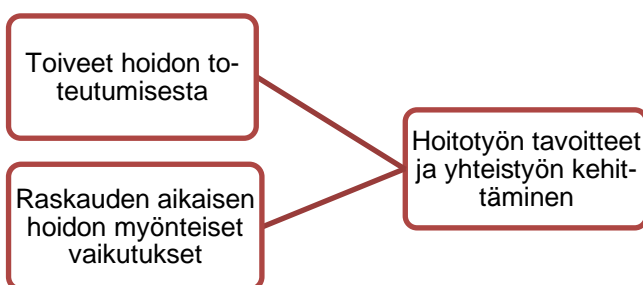 Toiveet hoidon to-
teutumisesta
Raskauden aikaisen
hoidon myönteiset
vaikutukset
Hoitotyön tavoitteet
ja yhteistyön kehit-
täminen